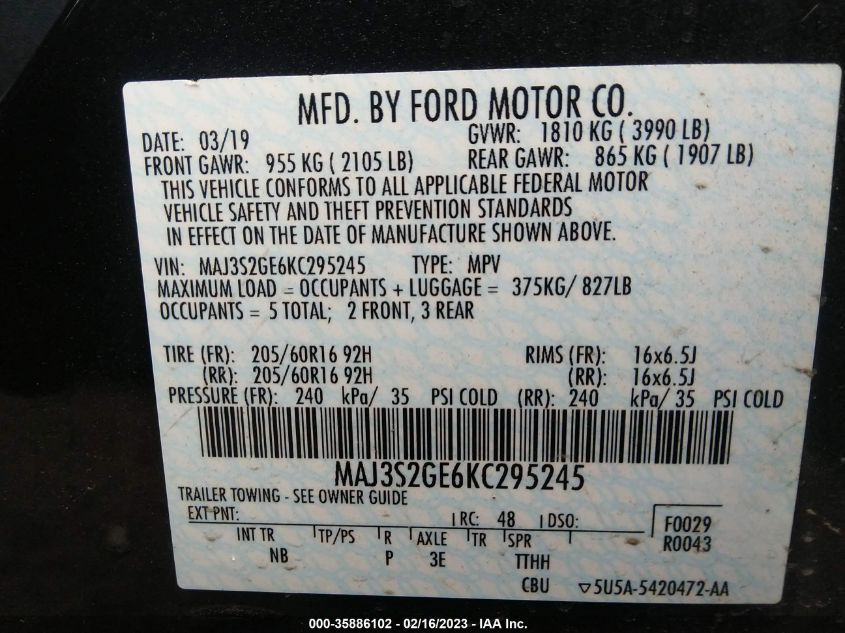 MFD. BY FORD MOTOR CO.
DATE: 03/19 GVWR: 1810 KG ( 3990 LB)
FRONT GAWR: 955 KG ( 2105 LB) REAR GAWR: 865 KG ( 1907 LB)
THIS VEHICLE CONFORMS TO ALL APPLICABLE FEDERAL MOTOR
VEHICLE SAFETY AND THEFT PREVENTION STANDARDS
IN EFFECT ON THE DATE OF MANUFACTURE SHOWN ABOVE.
VIN: MAJ3S2GE6KC295245 TYPE: MPV
MAXIMUM LOAD = OCCUPANTS + LUGGAGE = 375KG/ 827LB
OCCUPANTS = 5 TOTAL; 2 FRONT, 3 REAR
TIRE (FR): 205/60R16 92H RIMS (FR): 16x6.5J
(RR): 205/60R16 92H (RR): 16x6.5J
PRESSURE (FR): 240 kPa/ 35 PSI COLD (RR): 240 kPa/ 35 PSI COLD
MAJ3S2GE6KC295245
TRAILER TOWING - SEE OWNER GUIDE
EXT PNT: RC: 48 DSO: F0029
R0043
INT TR TP/PS R AXLE TR SPR
NB P 3E TTHH
CBU ▽5U5A-5420472-AA
000-35886102 - 02/16/2023 - IAA Inc.